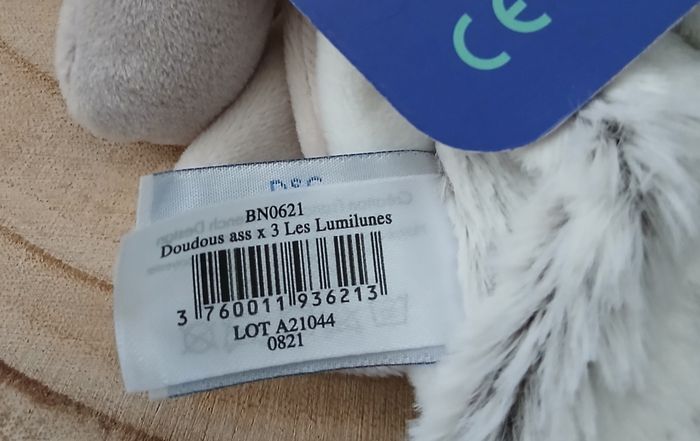 CE
BN0621
Doudous ass x 3 Les Lumilunes
3 760011 936213
LOT A21044
0821